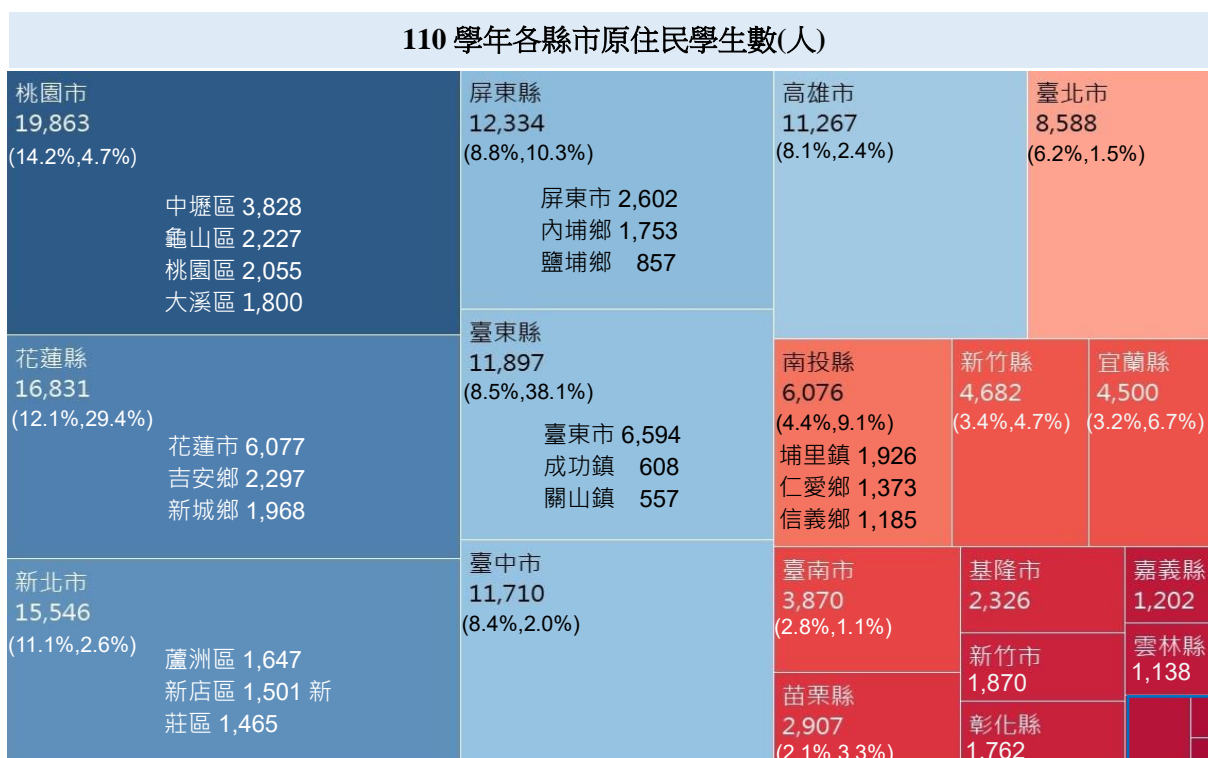 110 學年各縣市原住民學生數(人)
桃園市
19,863
(14.2%,4.7%)
中壢區 3,828
龜山區 2,227
桃園區 2,055
大溪區 1,800
花蓮縣
16,831
(12.1%,29.4%)
花蓮市 6,077
吉安鄉 2,297
新城鄉 1,968
新北市
15,546
(11.1%,2.6%)
蘆洲區 1,647
新店區 1,501 新
莊區 1,465
屏東縣
12,334
(8.8%,10.3%)
屏東市 2,602
內埔鄉 1,753
鹽埔鄉 857
臺東縣
11,897
(8.5%,38.1%)
臺東市 6,594
成功鎮 608
關山鎮 557
臺中市
11,710
(8.4%,2.0%)
高雄市
11,267
(8.1%,2.4%)
臺北市
8,588
(6.2%,1.5%)
南投縣
6,076
(4.4%,9.1%)
埔里鎮 1,926
仁愛鄉 1,373
信義鄉 1,185
新竹縣
4,682
(3.4%,4.7%)
宜蘭縣
4,500
(3.2%,6.7%)
臺南市
3,870
(2.8%,1.1%)
苗栗縣
2,907
(2.1%,3.3%)
基隆市
2,326
新竹市
1,870
彰化縣
1,762
嘉義縣
1,202
雲林縣
1,138